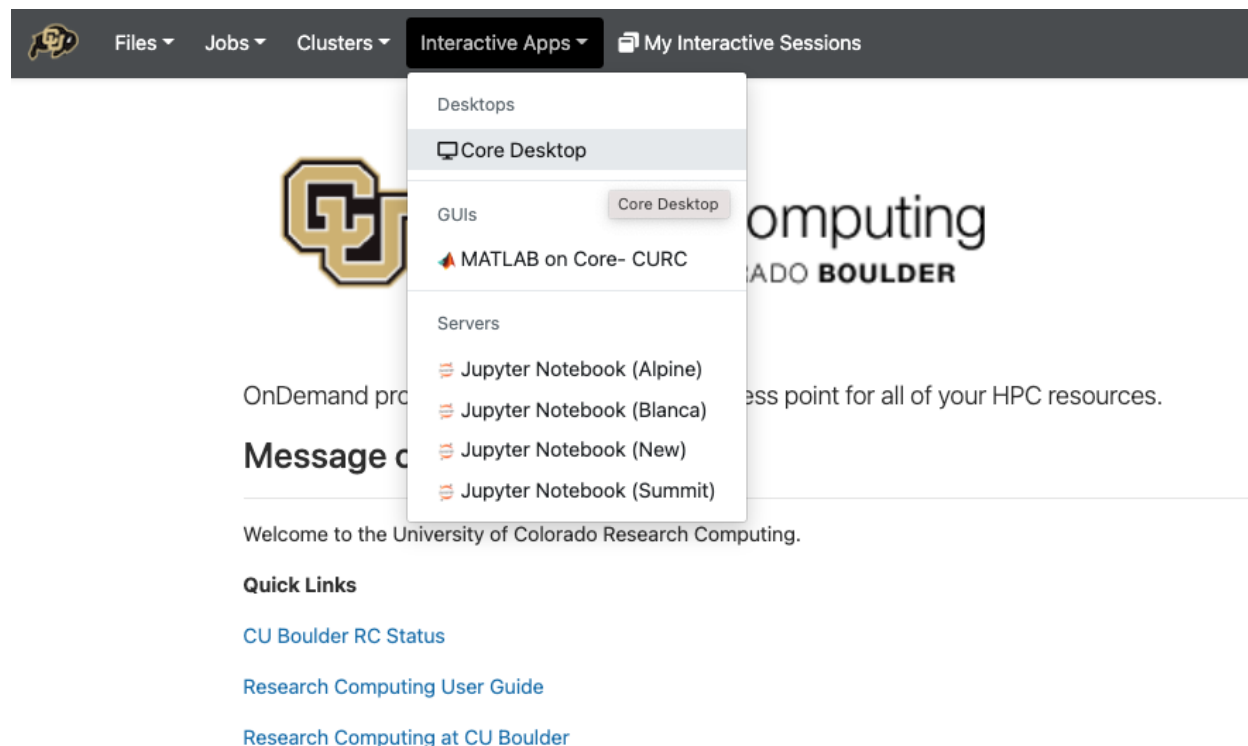 Files Jobs Clusters Interactive Apps My Interactive Sessions
Desktops
Core Desktop
GUIs
Core Desktop
MATLAB on Core- CURC
Servers
Jupyter Notebook (Alpine)
Jupyter Notebook (Blanca)
Jupyter Notebook (New)
Jupyter Notebook (Summit)
CU
omputing
ADO BOULDER
OnDemand pro ess point for all of your HPC resources.
Message o
Welcome to the University of Colorado Research Computing.
Quick Links
CU Boulder RC Status
Research Computing User Guide
Research Computing at CU Boulder